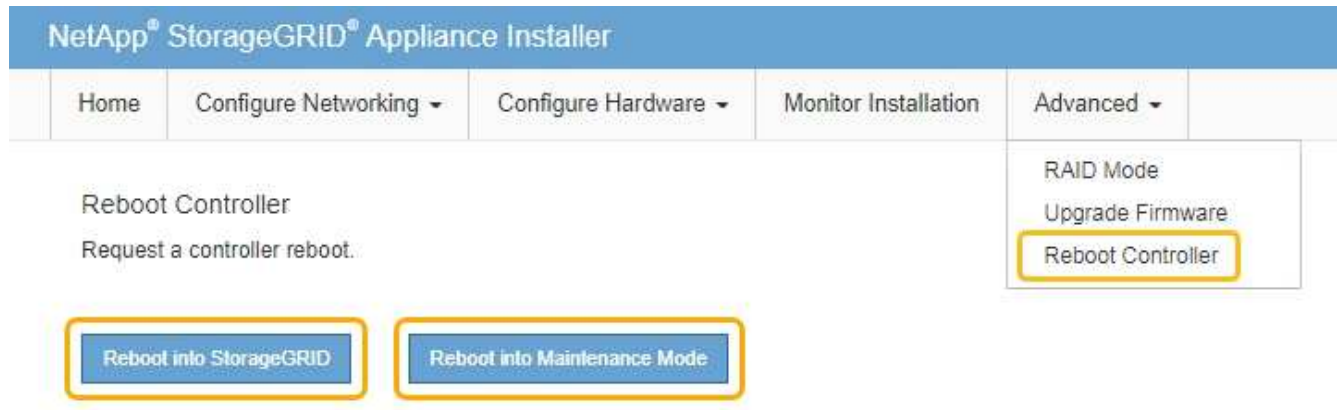 NetApp® StorageGRID® Appliance Installer
Home Configure Networking Configure Hardware Monitor Installation Advanced
RAID Mode
Upgrade Firmware
Reboot Controller
Reboot Controller
Request a controller reboot.
Reboot into StorageGRID Reboot into Maintenance Mode